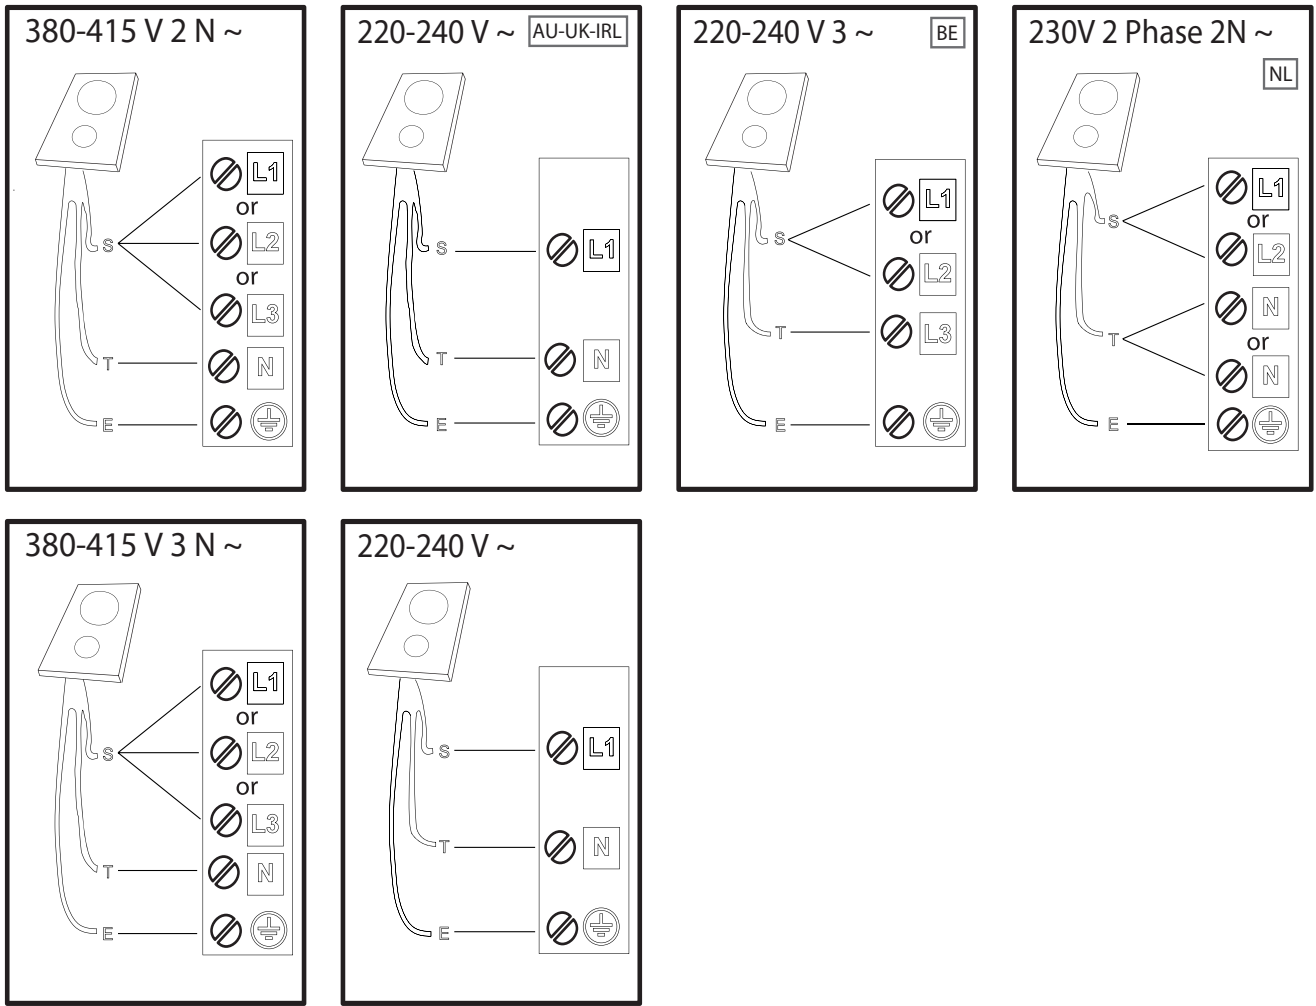 380-415 V 2 N ~
L1
or
S
L2
or
L3
T
N
E
220-240 V ~
AU-UK-IRL
S
L1
T
N
E
220-240 V 3 ~
BE
L1
S
or
L2
T
L3
E
230V 2 Phase 2N ~
NL
L1
S
or
L2
N
T
or
N
E
380-415 V 3 N ~
L1
or
S
L2
or
L3
T
N
E
220-240 V ~
S
L1
T
N
E